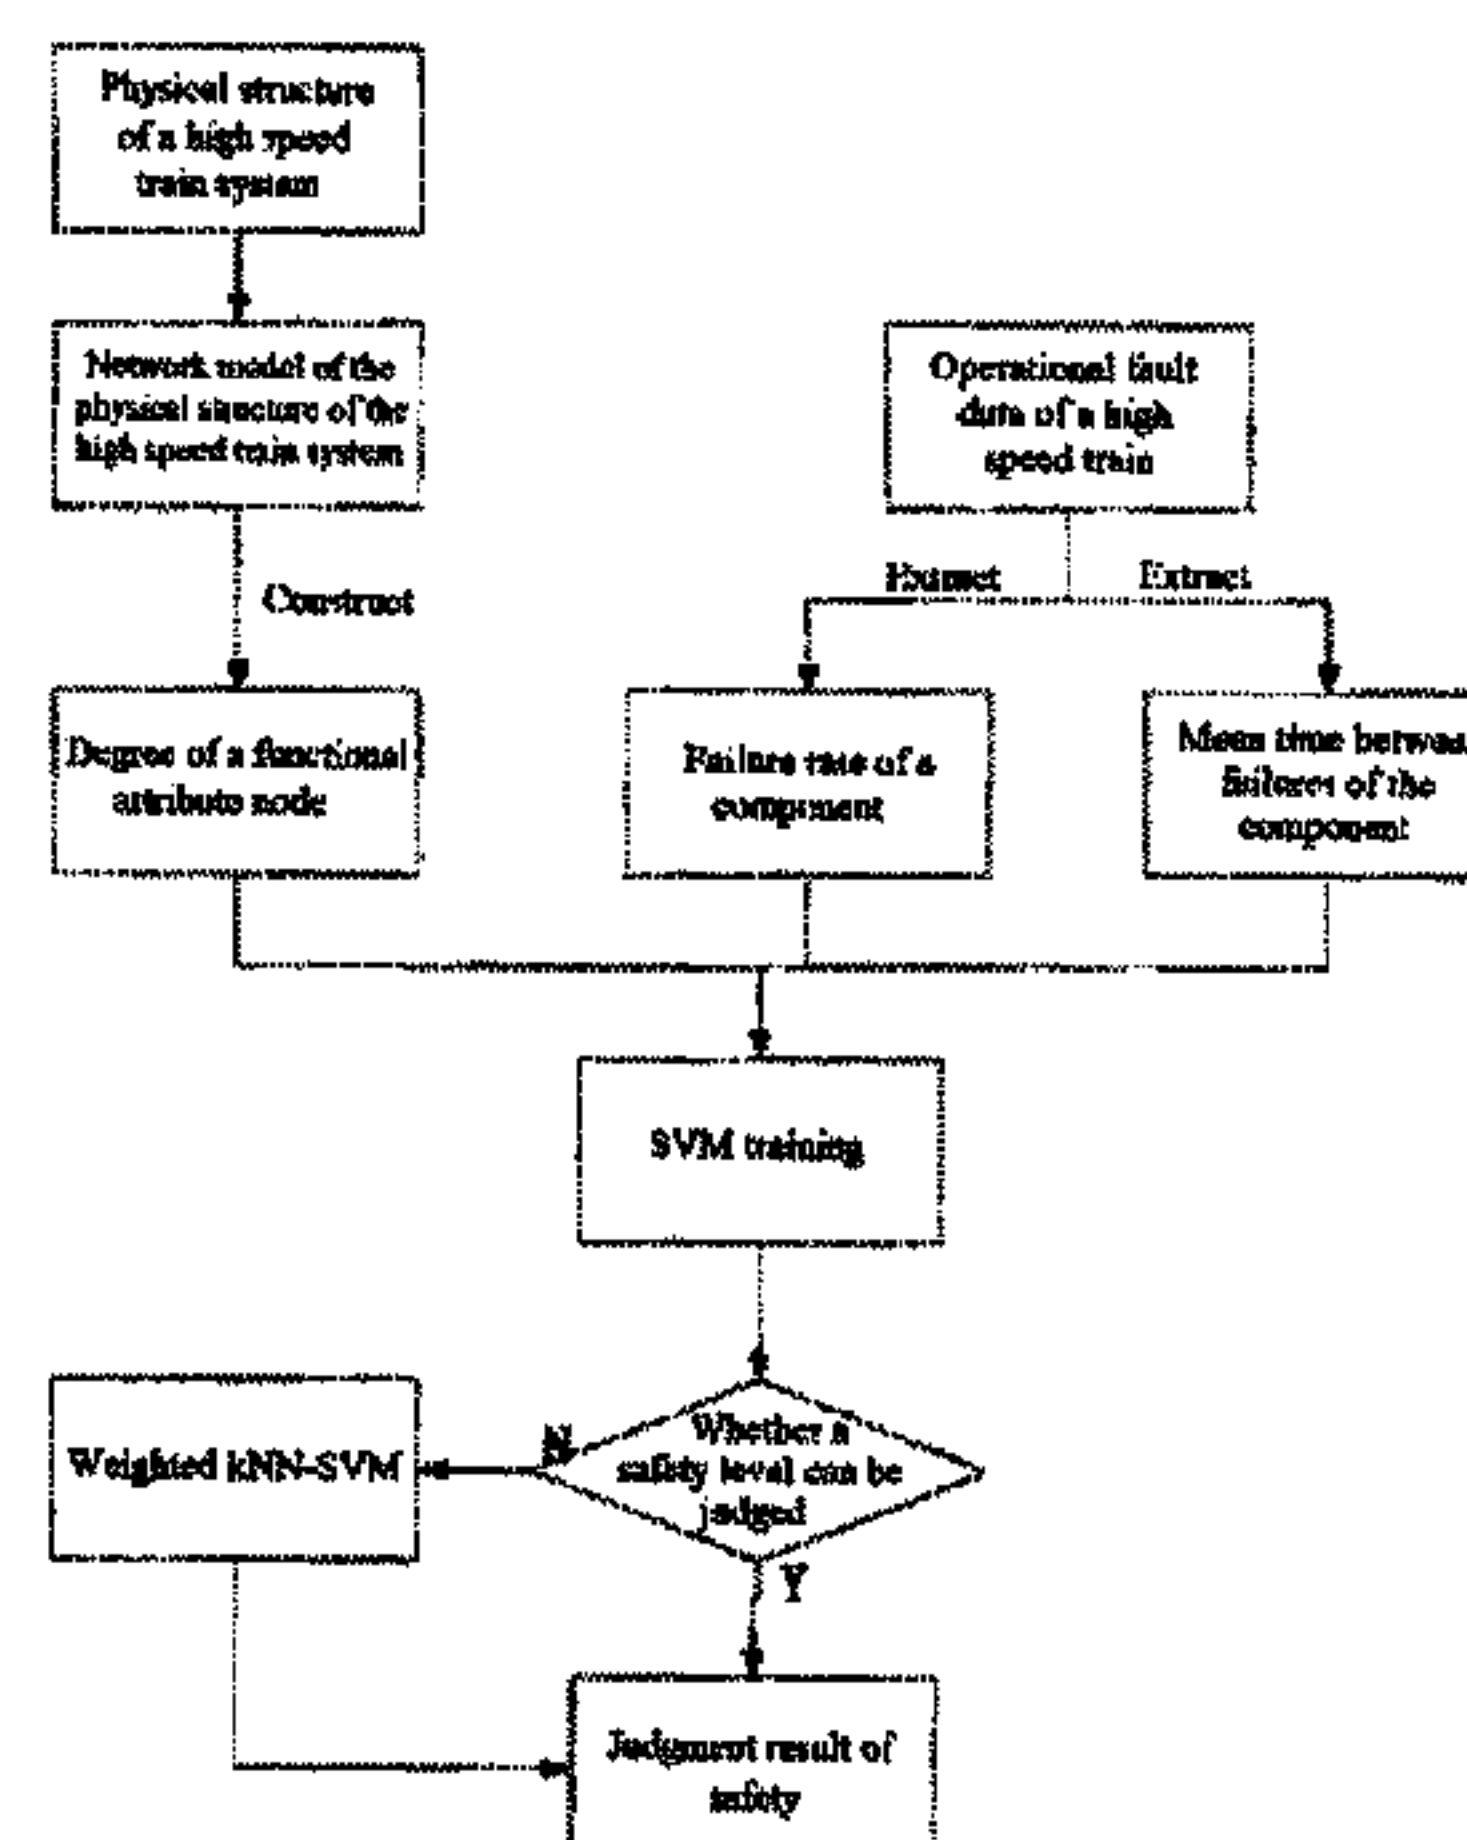 Physical structure
of a high speed
train system
Network model of the
physical structure of the
high speed train system
Operational fault
data of a high
speed train
Construct
Extract
Extract
Degree of a functional
attribute node
Failure rate of a
component
Mean time between
failures of the
component
SVM training
Whether a
safety level can be
judged
N
Weighted kNN-SVM
Y
Judgment result of
safety